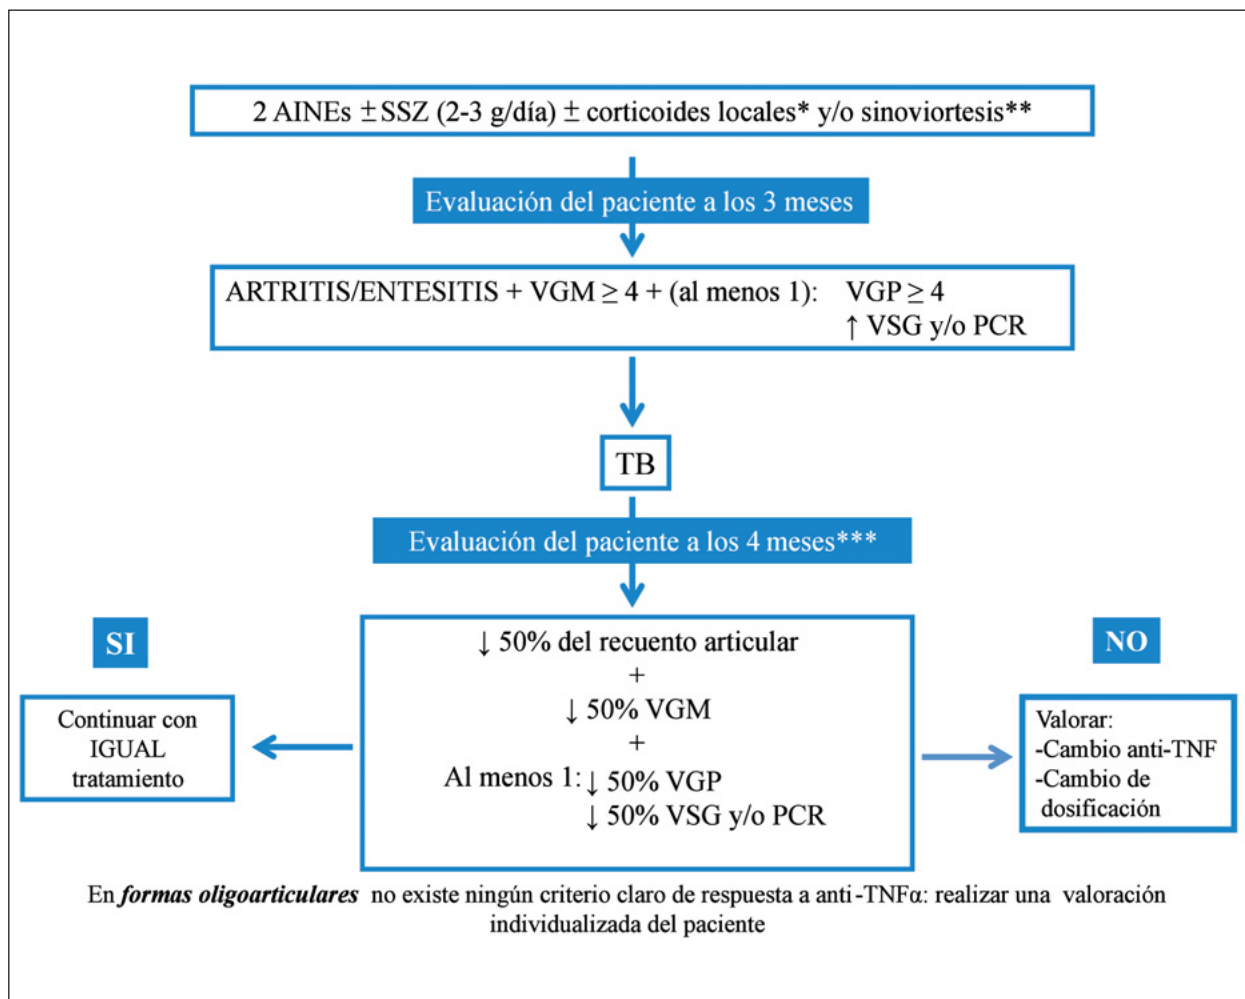 2 AINEs ± SSZ (2-3 g/día) ± corticoides locales* y/o sinoviortesis**
Evaluación del paciente a los 3 meses
ARTRITIS/ENTESITIS + VGM ≥ 4 + (al menos 1): VGP ≥ 4
↑ VSG y/o PCR
TB
Evaluación del paciente a los 4 meses***
SI
Continuar con
IGUAL
tratamiento
↓ 50% del recuento articular
+
↓ 50% VGM
+
Al menos 1: ↓ 50% VGP
↓ 50% VSG y/o PCR
NO
Valorar:
-Cambio anti-TNF
-Cambio de
dosificación
En formas oligoarticulares no existe ningún criterio claro de respuesta a anti-TNFα: realizar una valoración
individualizada del paciente